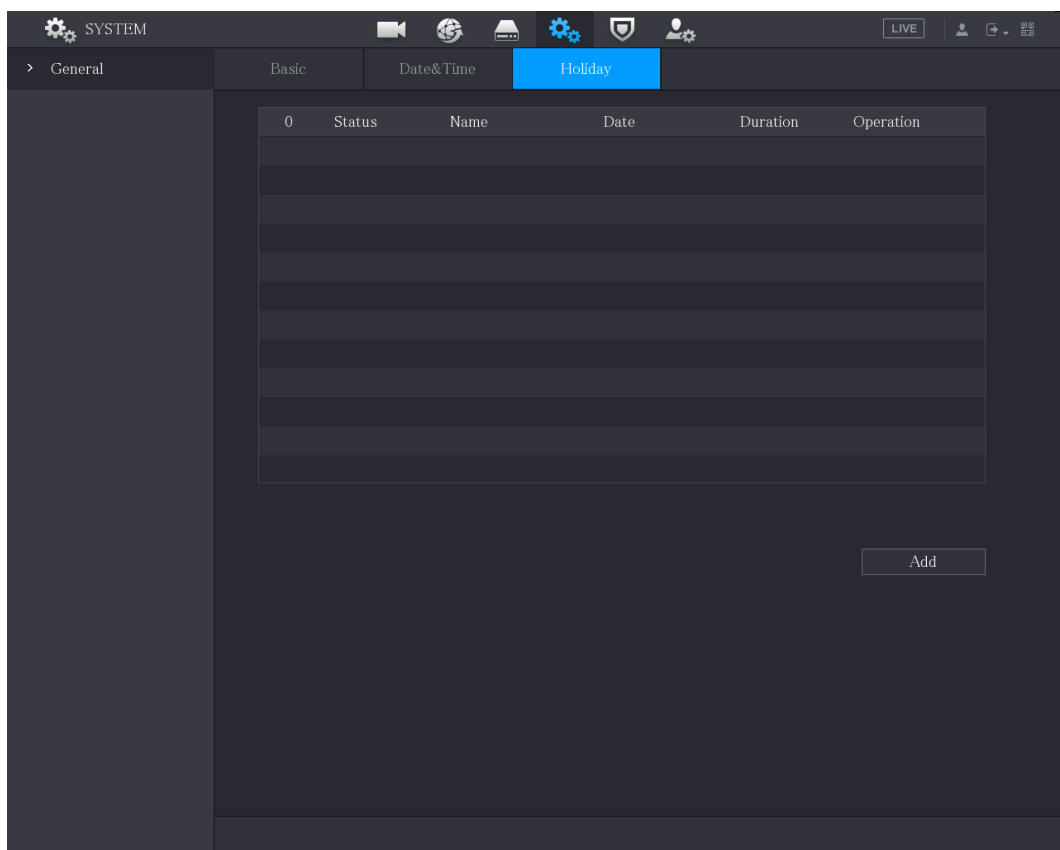 SYSTEM LIVE
General Basic Date&Time Holiday
0 Status Name Date Duration Operation
Add